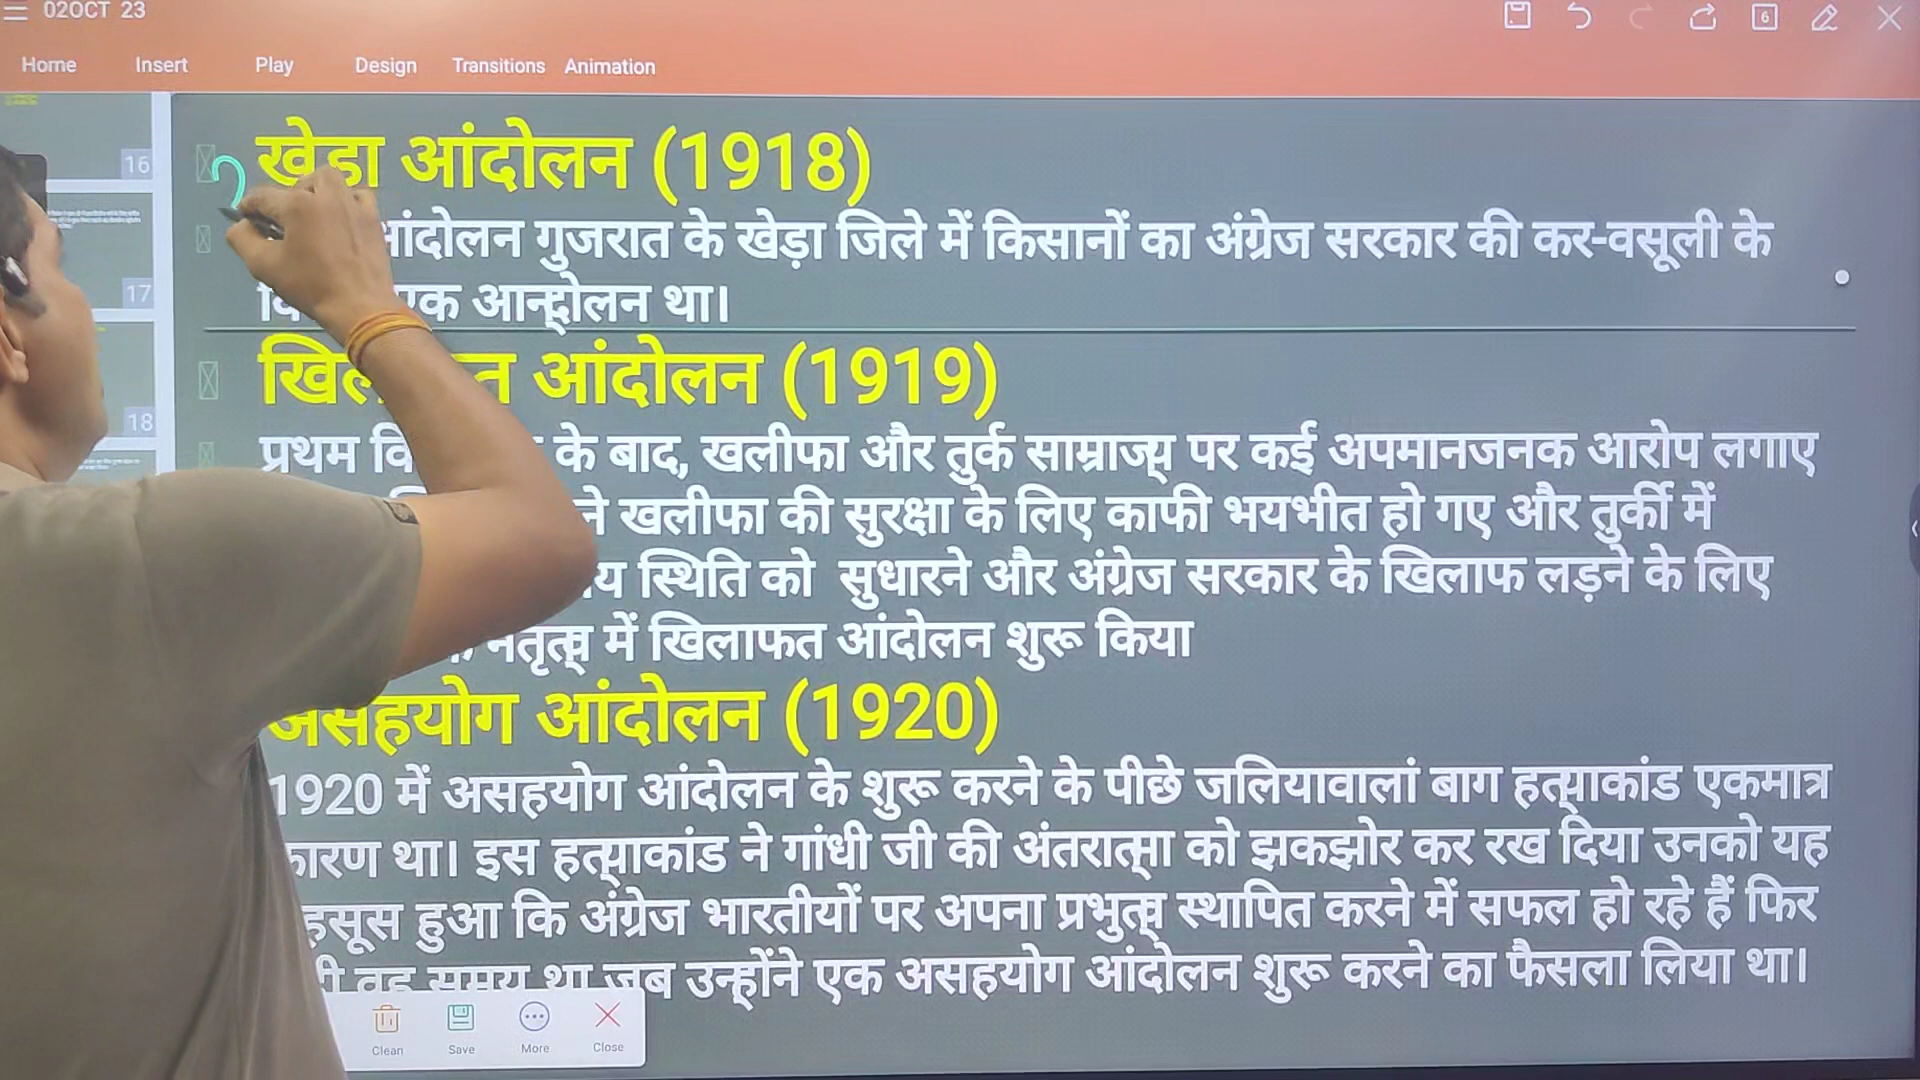 02OCT 23
6
Home Insert Play Design Transitions Animation
16
17
18
खेड़ा आंदोलन (1918)
आंदोलन गुजरात के खेड़ा जिले में किसानों का अंग्रेज सरकार की कर-वसूली के
एक आन्दोलन था।
आंदोलन (1919)
प्रथम के बाद, खलीफा और तुर्क साम्राज्य पर कई अपमानजनक आरोप लगाए
खलीफा की सुरक्षा के लिए काफी भयभीत हो गए और तुर्की में
स्थिति को सुधारने और अंग्रेज सरकार के खिलाफ लड़ने के लिए
नेतृत्व में खिलाफत आंदोलन शुरू किया
असहयोग आंदोलन (1920)
1920 में असहयोग आंदोलन के शुरू करने के पीछे जलियावालां बाग हत्याकांड एकमात्र
कारण था। इस हत्याकांड ने गांधी जी की अंतरात्मा को झकझोर कर रख दिया उनको यह
हुआ कि अंग्रेज भारतीयों पर अपना प्रभुत्व स्थापित करने में सफल हो रहे हैं फिर
वह समय था जब उन्होंने एक असहयोग आंदोलन शुरू करने का फैसला लिया था।
Clean Save More Close